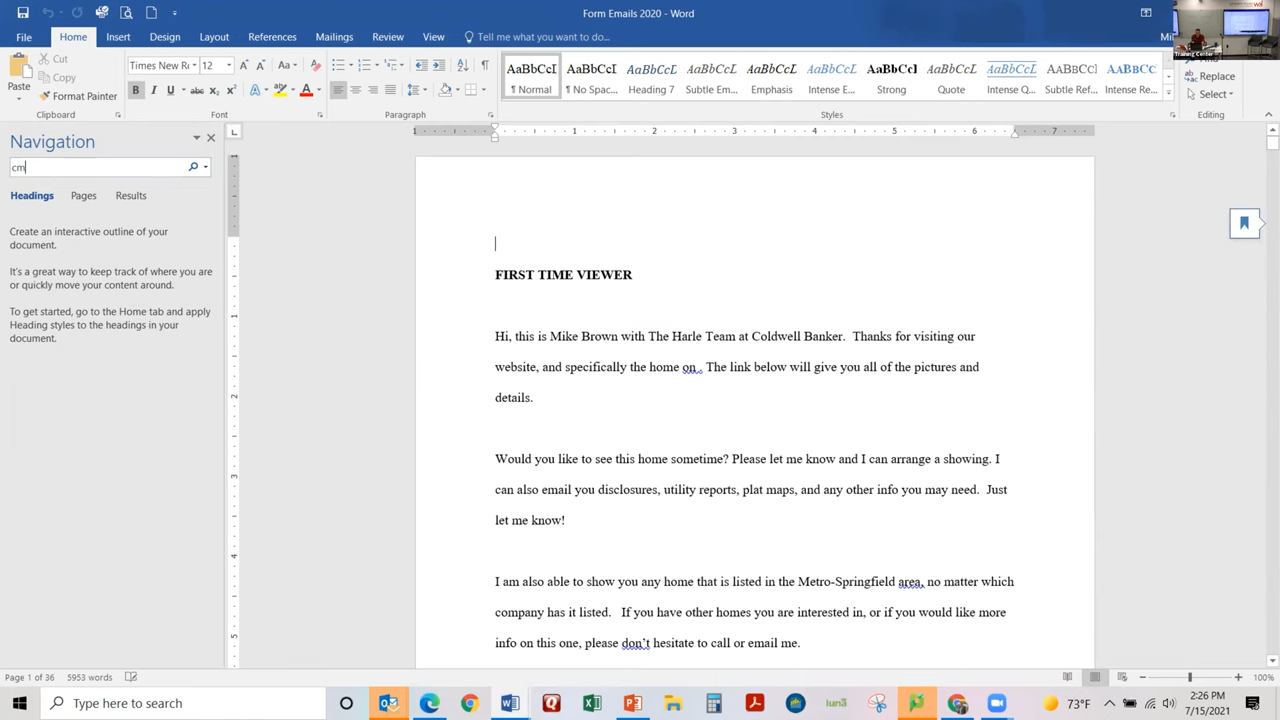 Form Emails 2020 - Word
File
Home
Insert
Design
Layout
References
Mailings
Review
View
Tell me what you want to do...
Training Center
Cut
Copy
Format Painter
Paste
Times New Ro
12
AaBbCcI
¶ Normal
AaBbCcI
¶ No Spac...
AaBbCcL
Heading 7
AaBbCcL
Subtle Em...
AaBbCcL
Emphasis
AaBbCcL
Intense E...
AaBbCcI
Strong
AaBbCcL
Quote
AaBbCcL
Intense Q...
AABBCCI
Subtle Ref...
AABBCCI
Intense Re...
Replace
Select
Clipboard
Font
Paragraph
Styles
Editing
Navigation
cm
Headings
Pages
Results
Create an interactive outline of your
document.
It's a great way to keep track of where you are
or quickly move your content around.
To get started, go to the Home tab and apply
Heading styles to the headings in your
document.
FIRST TIME VIEWER
Hi, this is Mike Brown with The Harle Team at Coldwell Banker.  Thanks for visiting our
website, and specifically the home on . The link below will give you all of the pictures and
details.
Would you like to see this home sometime? Please let me know and I can arrange a showing. I
can also email you disclosures, utility reports, plat maps, and any other info you may need.  Just
let me know!
I am also able to show you any home that is listed in the Metro-Springfield area, no matter which
company has it listed.   If you have other homes you are interested in, or if you would like more
info on this one, please don't hesitate to call or email me.
Page 1 of 36
5953 words
100%
Type here to search
luna
73°F
2:26 PM
7/15/2021